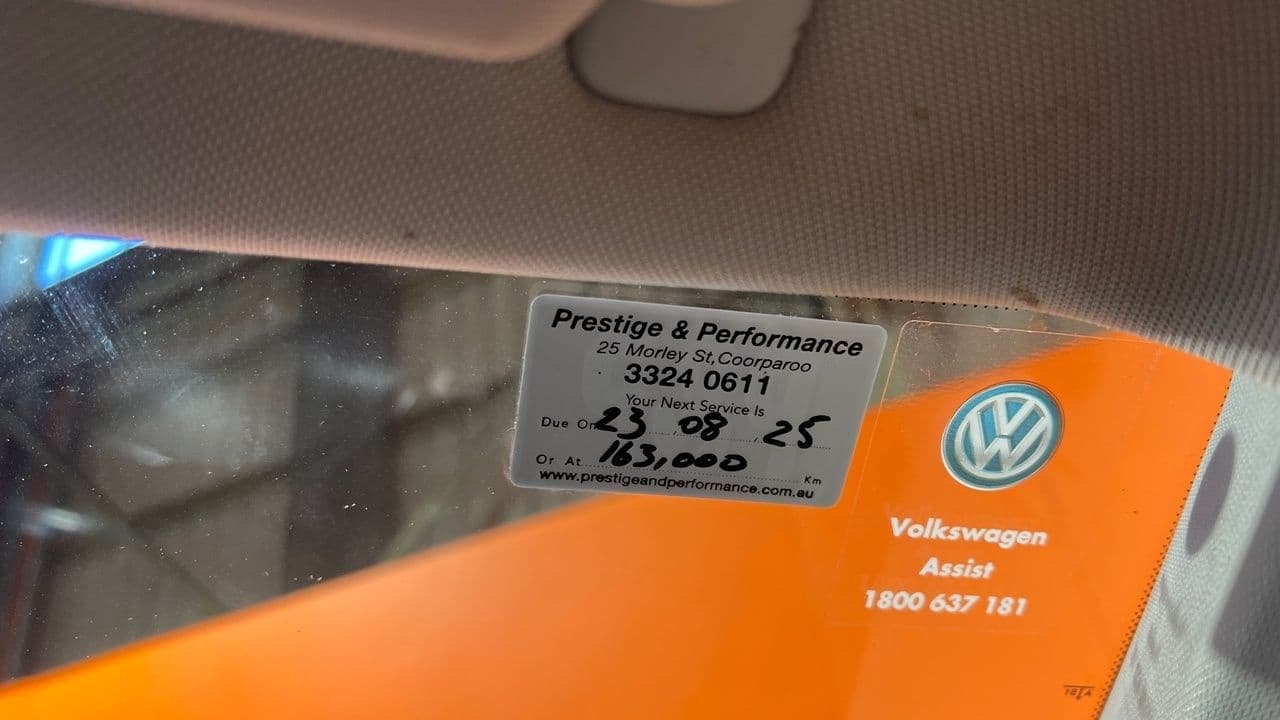 Prestige & Performance
25 Morley St, Coorparoo
3324 0611
Your Next Service Is
Due On 23 08 25
Or At 163,000 Km
www.prestigeandperformance.com.au
Volkswagen
Assist
1800 637 181